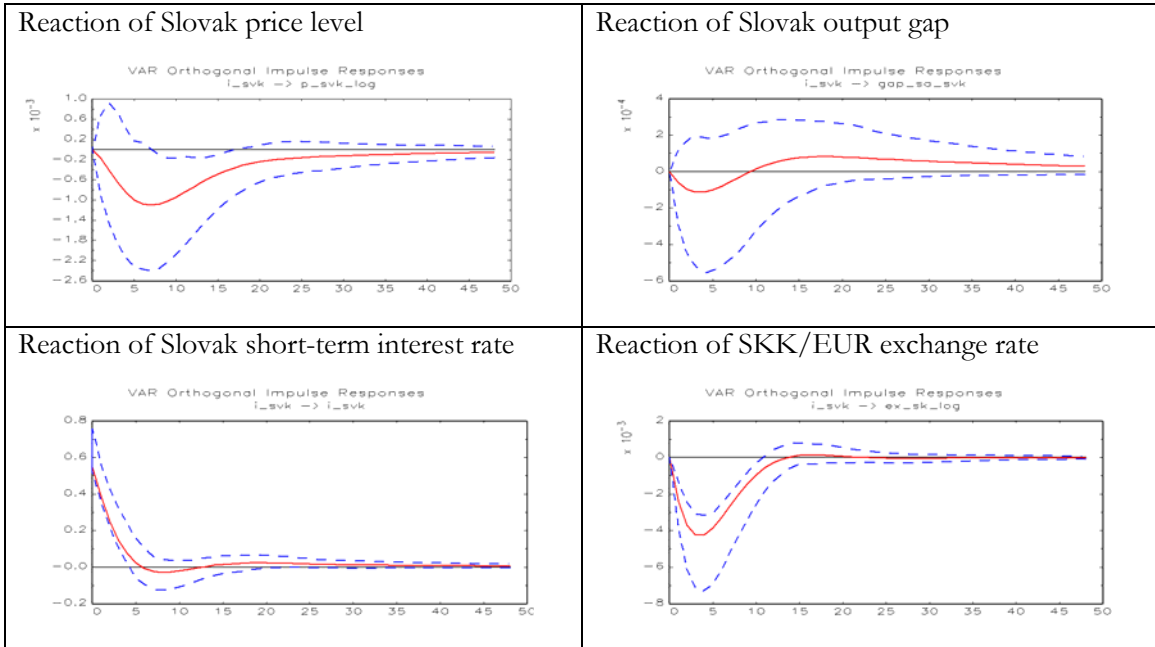 Reaction of Slovak price level
VAR Orthogonal Impulse Responses
i_svk -> p_svk_log
x 10^-3
1.0
0.6
0.2
-0.2
-0.6
-1.0
-1.4
-1.8
-2.2
-2.6
0 5 10 15 20 25 30 35 40 45 50
Reaction of Slovak output gap
VAR Orthogonal Impulse Responses
i_svk -> gap_sa_svk
x 10^-4
4
2
0
-2
-4
-6
0 5 10 15 20 25 30 35 40 45 50
Reaction of Slovak short-term interest rate
VAR Orthogonal Impulse Responses
i_svk -> i_svk
0.8
0.6
0.4
0.2
-0.0
-0.2
0 5 10 15 20 25 30 35 40 45 50
Reaction of SKK/EUR exchange rate
VAR Orthogonal Impulse Responses
i_svk -> ex_sk_log
x 10^-3
2
0
-2
-4
-6
-8
0 5 10 15 20 25 30 35 40 45 50